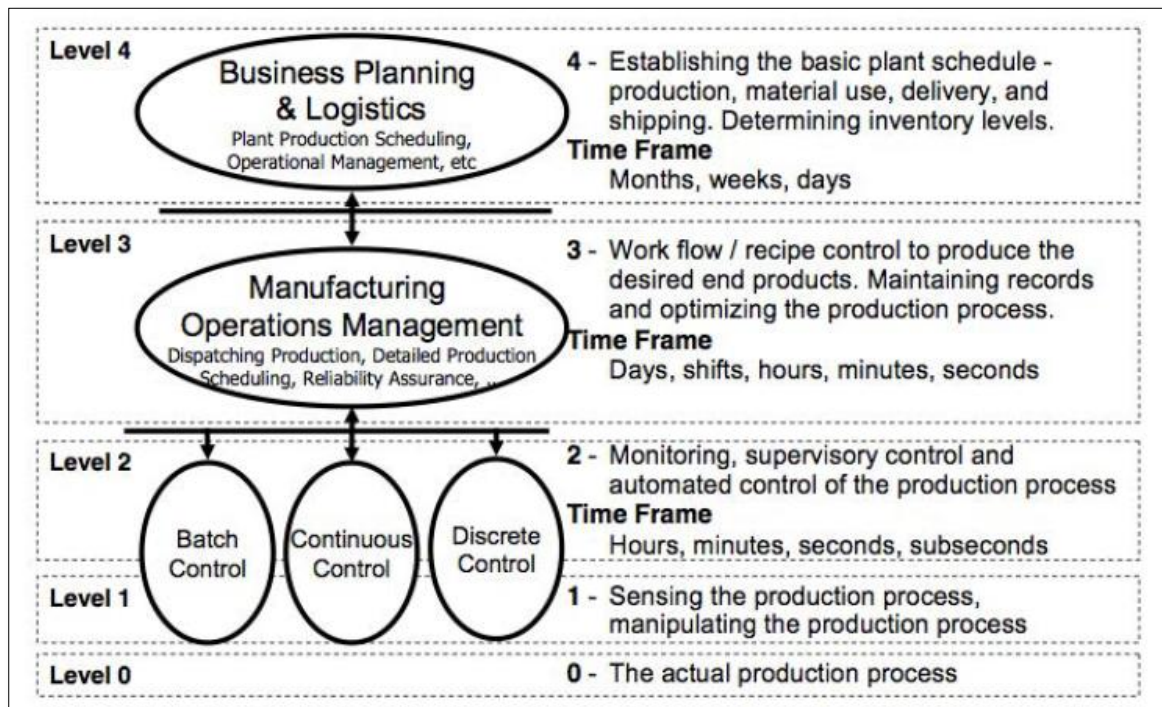 Level 4
Business Planning
& Logistics
Plant Production Scheduling,
Operational Management, etc
4 - Establishing the basic plant schedule -
production, material use, delivery, and
shipping. Determining inventory levels.
Time Frame
Months, weeks, days
Level 3
Manufacturing
Operations Management
Dispatching Production, Detailed Production
Scheduling, Reliability Assurance, ...
3 - Work flow / recipe control to produce the
desired end products. Maintaining records
and optimizing the production process.
Time Frame
Days, shifts, hours, minutes, seconds
Level 2
Batch
Control
Continuous
Control
Discrete
Control
2 - Monitoring, supervisory control and
automated control of the production process
Time Frame
Hours, minutes, seconds, subseconds
Level 1
1 - Sensing the production process,
manipulating the production process
Level 0
0 - The actual production process